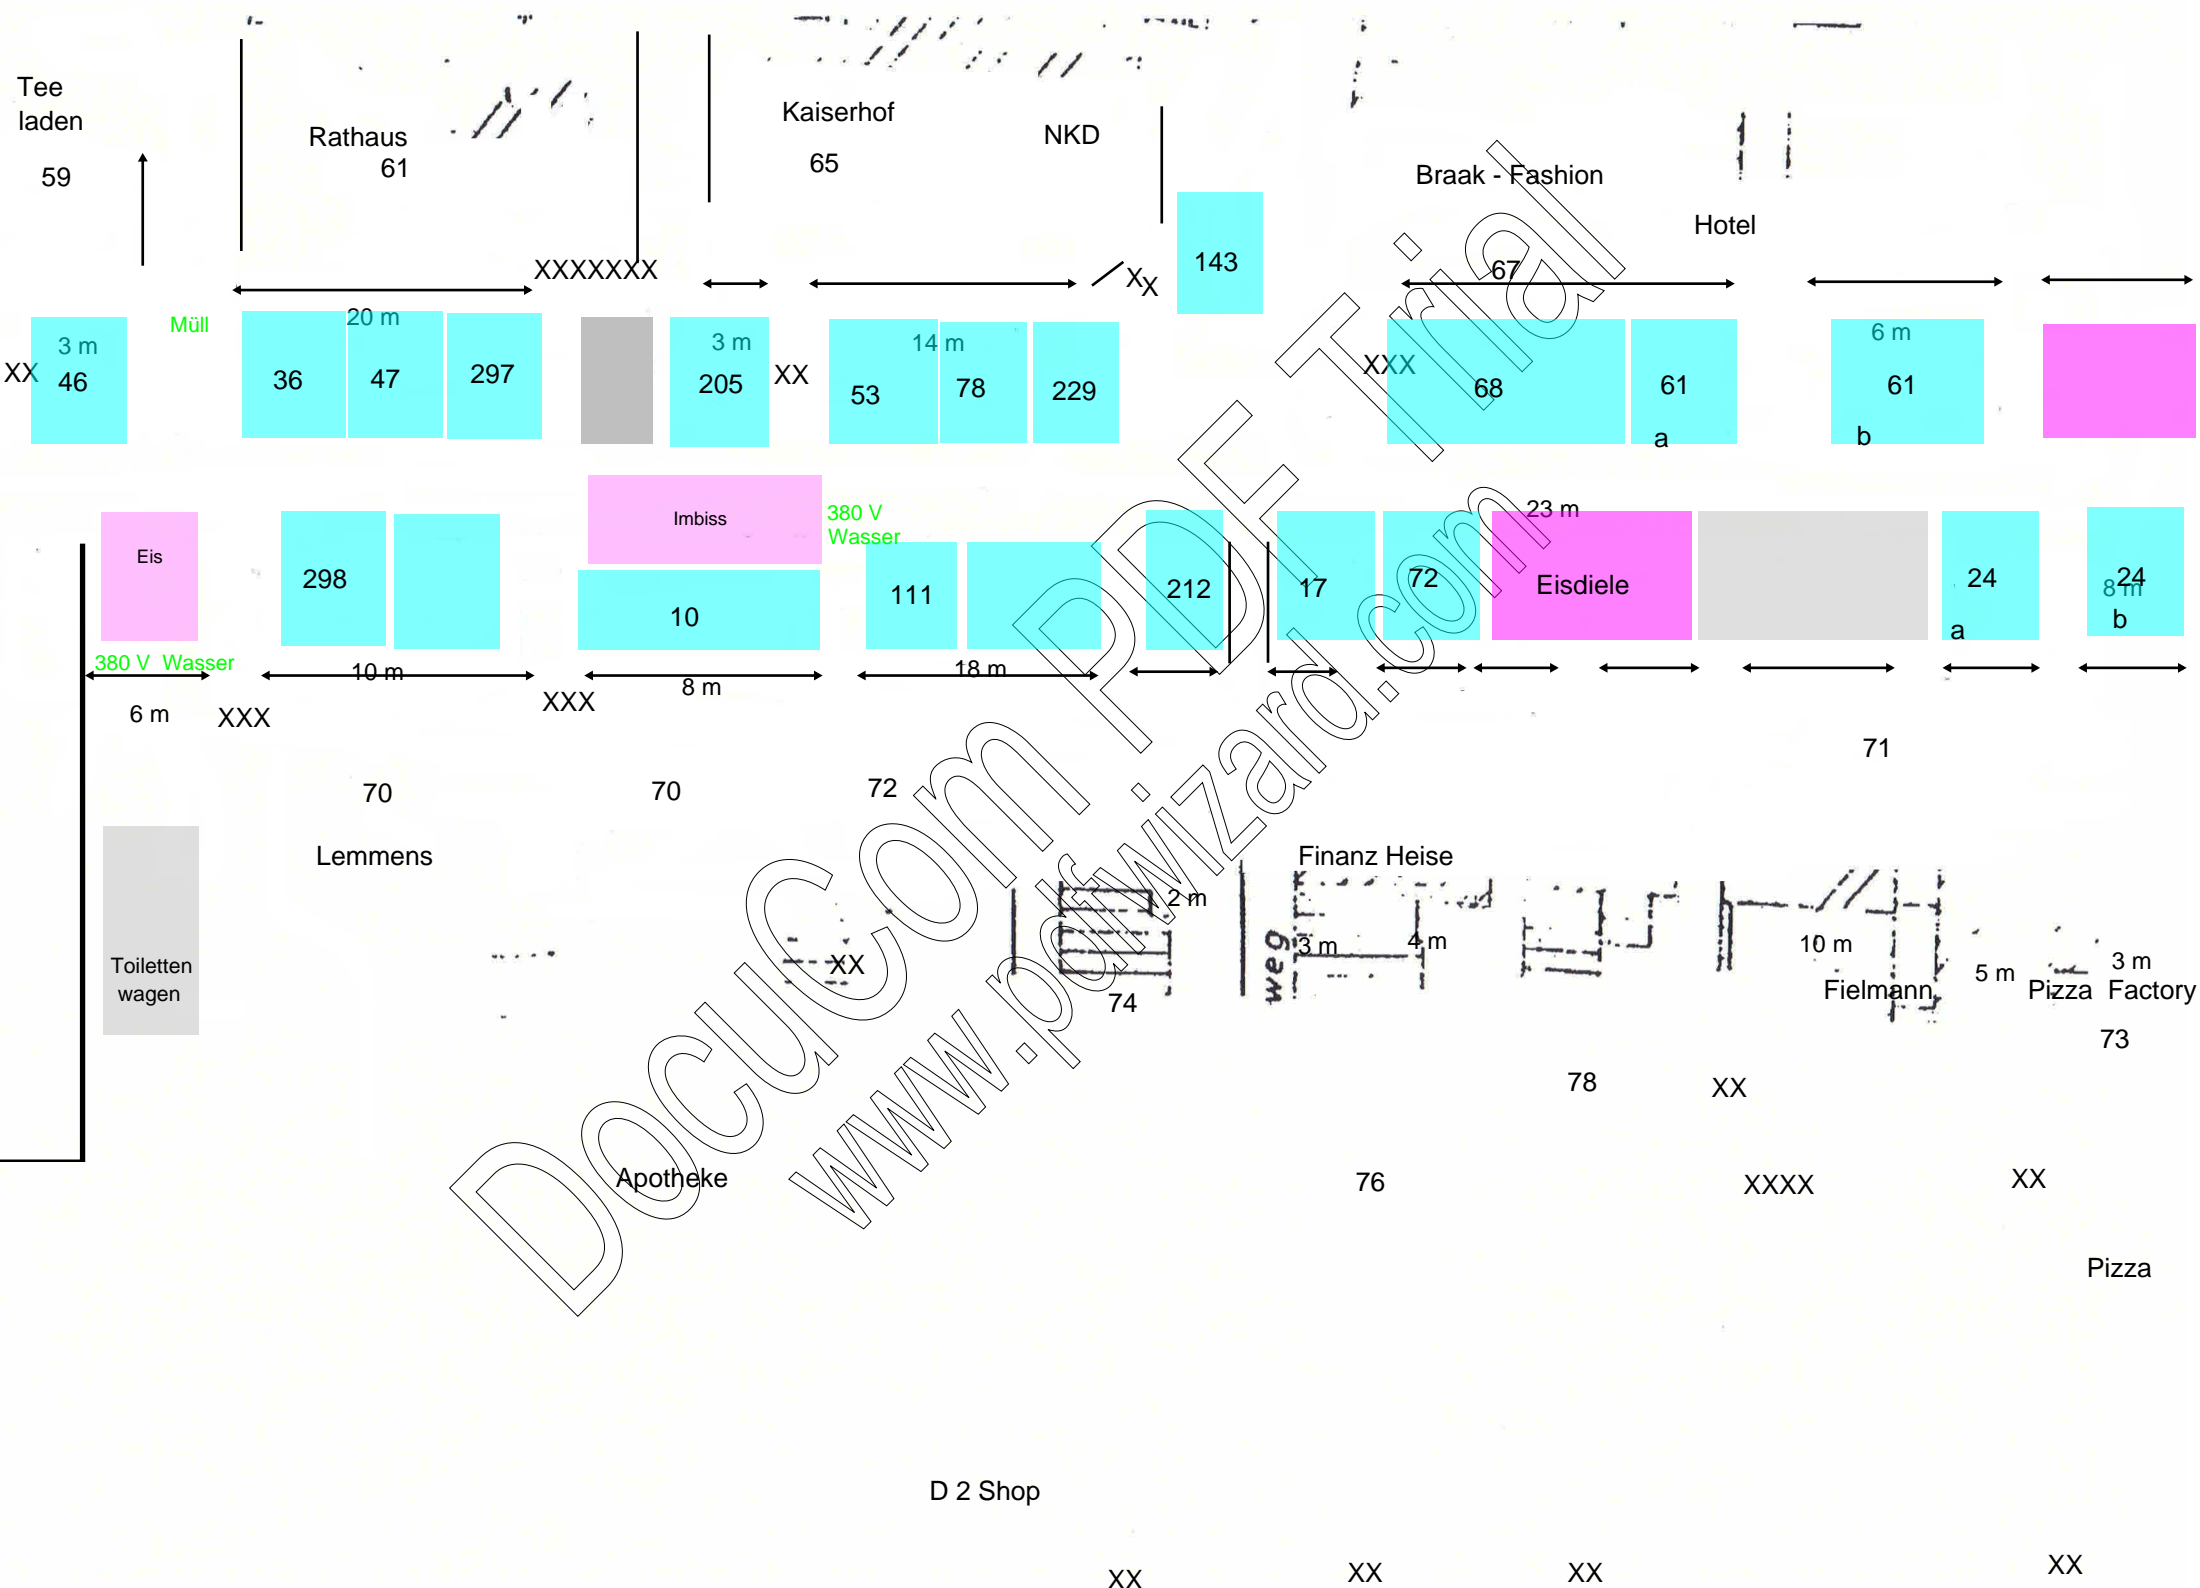 Tee
laden
59
Rathaus
61
Kaiserhof
65
NKD
Braak - Fashion
Hotel
67
143
XXXXXXX
XX
Müll
20 m
3 m
3 m
14 m
6 m
XX
46
36
47
297
205
XX
53
78
229
XXX
68
61
a
61
b
Eis
298
Imbiss
380 V
Wasser
10
111
212
17
72
23 m
Eisdiele
24
a
24
8 m
b
380 V Wasser
6 m
XXX
10 m
XXX
8 m
18 m
71
70
70
72
Lemmens
Finanz Heise
2 m
weg
3 m
4 m
10 m
5 m
3 m
Toiletten
wagen
XX
74
Fielmann
Pizza Factory
73
78
XX
Apotheke
76
XXXX
XX
Pizza
D 2 Shop
XX
XX
XX
XX
DocuCom PDF Trial
www.pdfwizard.com